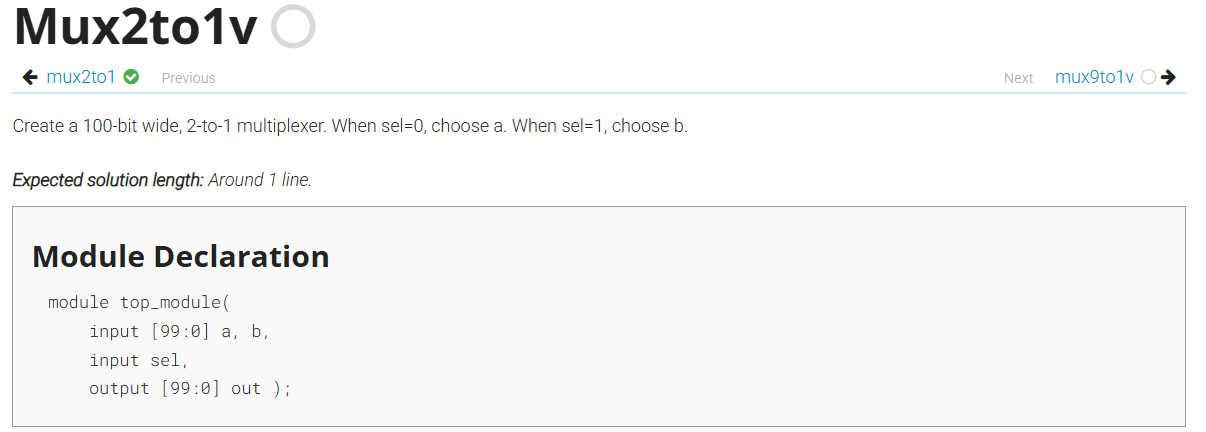 Mux2to1v
mux2to1 Previous Next mux9to1v
Create a 100-bit wide, 2-to-1 multiplexer. When sel=0, choose a. When sel=1, choose b.
Expected solution length: Around 1 line.
Module Declaration
module top_module(
    input [99:0] a, b,
    input sel,
    output [99:0] out );